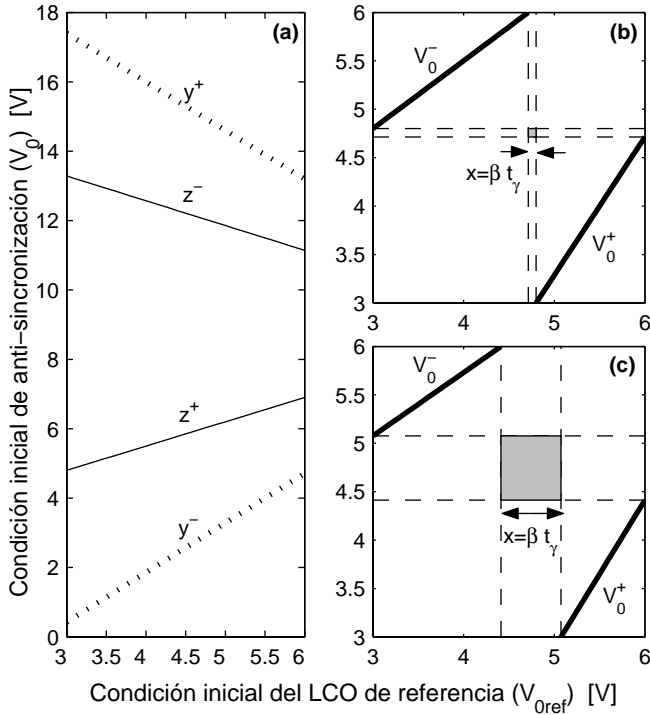 Condición inicial de anti−sincronización (V₀) [V]
(a)
18
16
14
12
10
8
6
4
2
0
y⁺
z⁻
z⁺
y⁻
3 3.5 4 4.5 5 5.5 6
(b)
6
5.5
5
4.5
4
3.5
3
V₀⁻
x=β tᵧ
V₀⁺
3 4 5 6
(c)
6
5.5
5
4.5
4
3.5
3
V₀⁻
x=β tᵧ
V₀⁺
3 4 5 6
Condición inicial del LCO de referencia (V₀ref) [V]